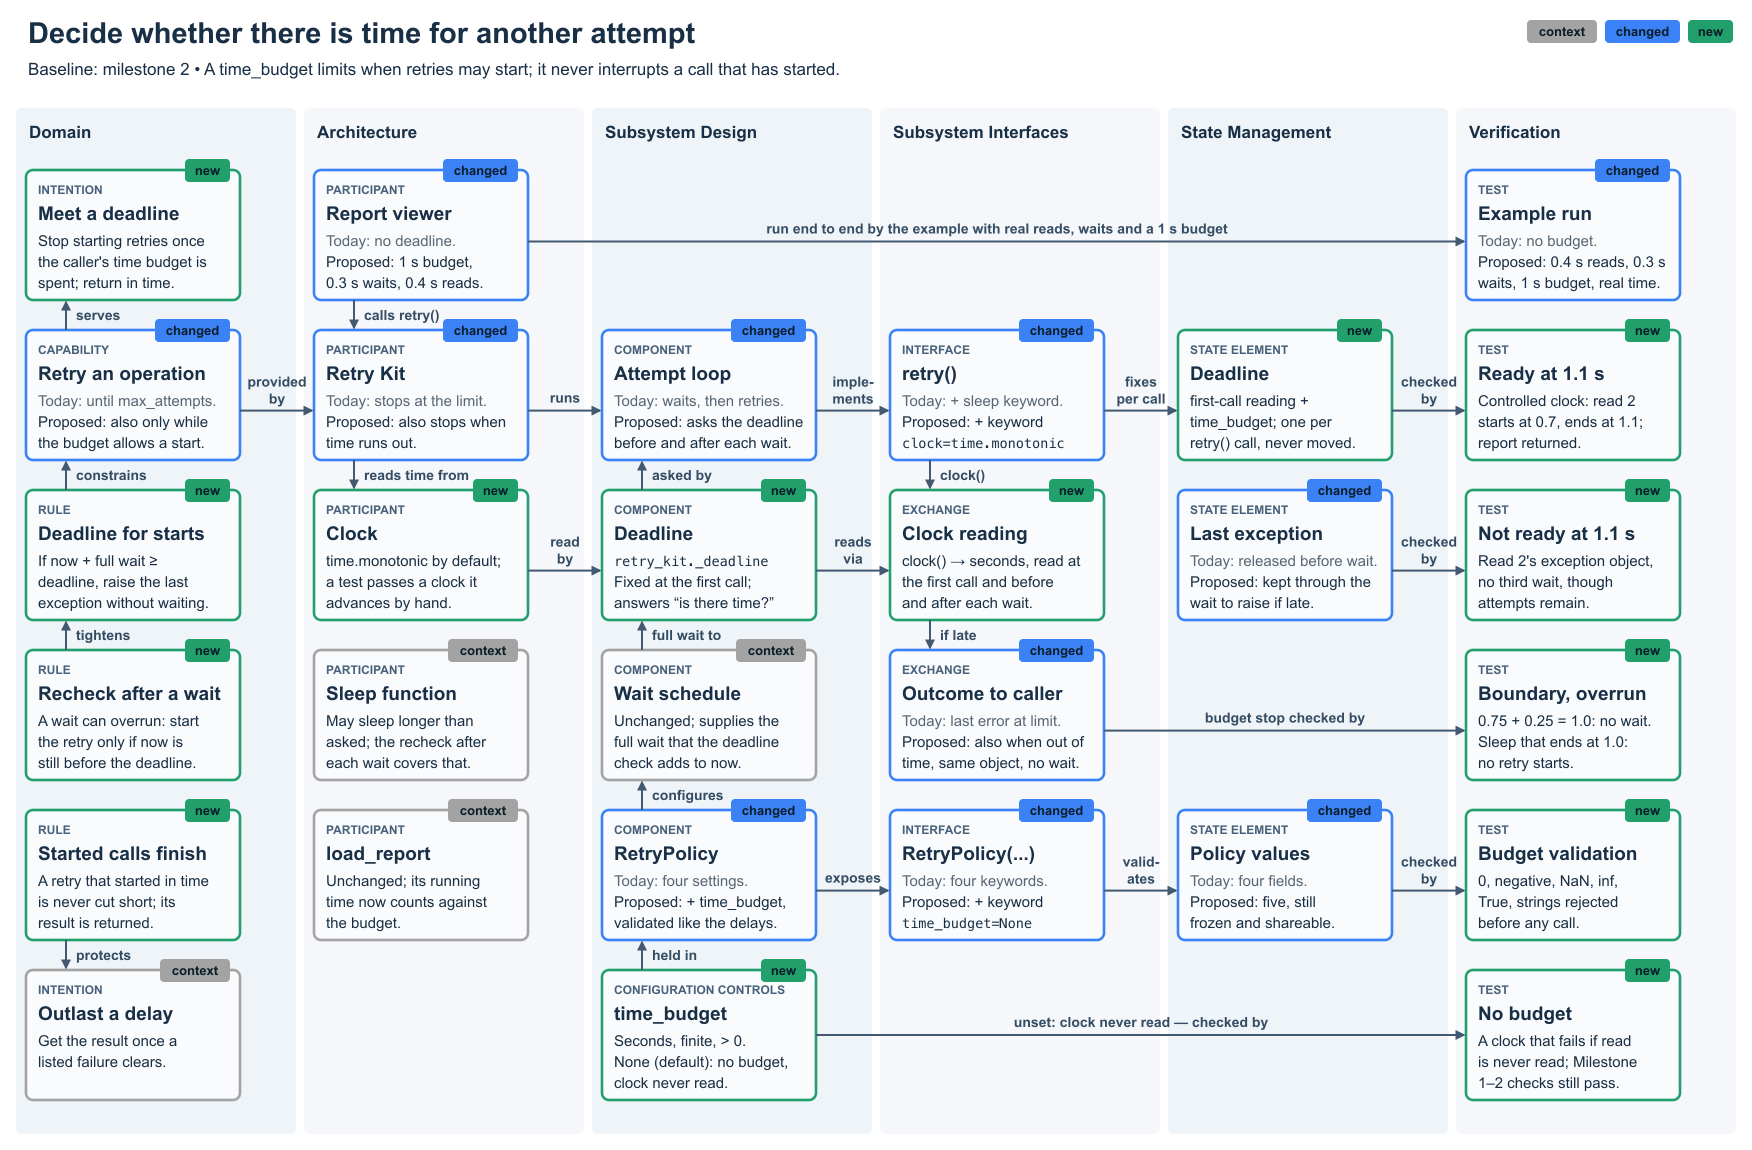 Decide whether there is time for another attempt
context
changed
new
Baseline: milestone 2 • A time_budget limits when retries may start; it never interrupts a call that has started.
Domain
Architecture
Subsystem Design
Subsystem Interfaces
State Management
Verification
new
INTENTION
Meet a deadline
Stop starting retries once
the caller's time budget is
spent; return in time.
serves
changed
CAPABILITY
Retry an operation
Today: until max_attempts.
Proposed: also only while
the budget allows a start.
provided
by
constrains
new
RULE
Deadline for starts
If now + full wait ≥
deadline, raise the last
exception without waiting.
tightens
new
RULE
Recheck after a wait
A wait can overrun: start
the retry only if now is
still before the deadline.
new
RULE
Started calls finish
A retry that started in time
is never cut short; its
result is returned.
protects
context
INTENTION
Outlast a delay
Get the result once a
listed failure clears.
changed
PARTICIPANT
Report viewer
Today: no deadline.
Proposed: 1 s budget,
0.3 s waits, 0.4 s reads.
run end to end by the example with real reads, waits and a 1 s budget
calls retry()
changed
PARTICIPANT
Retry Kit
Today: stops at the limit.
Proposed: also stops when
time runs out.
runs
reads time from
new
PARTICIPANT
Clock
time.monotonic by default;
a test passes a clock it
advances by hand.
read
by
context
PARTICIPANT
Sleep function
May sleep longer than
asked; the recheck after
each wait covers that.
context
PARTICIPANT
load_report
Unchanged; its running
time now counts against
the budget.
changed
COMPONENT
Attempt loop
Today: waits, then retries.
Proposed: asks the deadline
before and after each wait.
imple-
ments
asked by
new
COMPONENT
Deadline
retry_kit._deadline
Fixed at the first call;
answers “is there time?”
reads
via
full wait to
context
COMPONENT
Wait schedule
Unchanged; supplies the
full wait that the deadline
check adds to now.
configures
changed
COMPONENT
RetryPolicy
Today: four settings.
Proposed: + time_budget,
validated like the delays.
exposes
held in
new
CONFIGURATION CONTROLS
time_budget
Seconds, finite, > 0.
None (default): no budget,
clock never read.
unset: clock never read — checked by
changed
INTERFACE
retry()
Today: + sleep keyword.
Proposed: + keyword
clock=time.monotonic
fixes
per call
clock()
new
EXCHANGE
Clock reading
clock() → seconds, read at
the first call and before
and after each wait.
if late
changed
EXCHANGE
Outcome to caller
Today: last error at limit.
Proposed: also when out of
time, same object, no wait.
budget stop checked by
changed
INTERFACE
RetryPolicy(...)
Today: four keywords.
Proposed: + keyword
time_budget=None
valid-
ates
new
STATE ELEMENT
Deadline
first-call reading +
time_budget; one per
retry() call, never moved.
checked
by
changed
STATE ELEMENT
Last exception
Today: released before wait.
Proposed: kept through the
wait to raise if late.
checked
by
changed
STATE ELEMENT
Policy values
Today: four fields.
Proposed: five, still
frozen and shareable.
checked
by
changed
TEST
Example run
Today: no budget.
Proposed: 0.4 s reads, 0.3 s
waits, 1 s budget, real time.
new
TEST
Ready at 1.1 s
Controlled clock: read 2
starts at 0.7, ends at 1.1;
report returned.
new
TEST
Not ready at 1.1 s
Read 2's exception object,
no third wait, though
attempts remain.
new
TEST
Boundary, overrun
0.75 + 0.25 = 1.0: no wait.
Sleep that ends at 1.0:
no retry starts.
new
TEST
Budget validation
0, negative, NaN, inf,
True, strings rejected
before any call.
new
TEST
No budget
A clock that fails if read
is never read; Milestone
1–2 checks still pass.